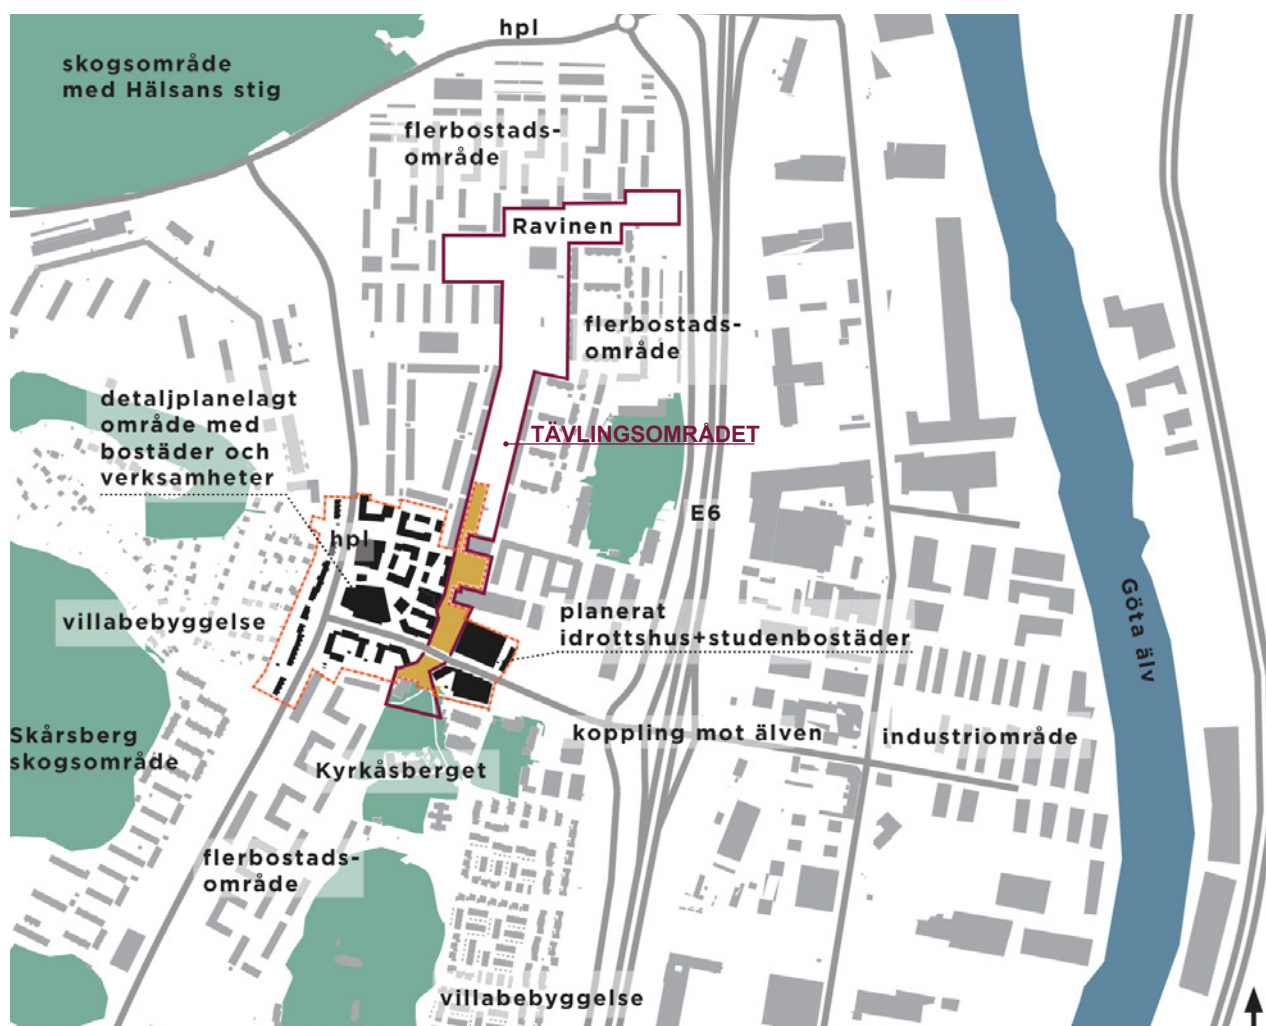 hpl
skogsområde
med Hälsans stig
flerbostads-
område
Ravinen
flerbostads-
område
detaljplanelagt
område med
bostäder och
verksamheter
TÄVLINGSOMRÅDET
E6
hpl
Göta älv
villabebyggelse
planerat
idrottshus+studenbostäder
Skårsberg
skogsområde
koppling mot älven
industriområde
Kyrkåsberget
flerbostads-
område
villabebyggelse